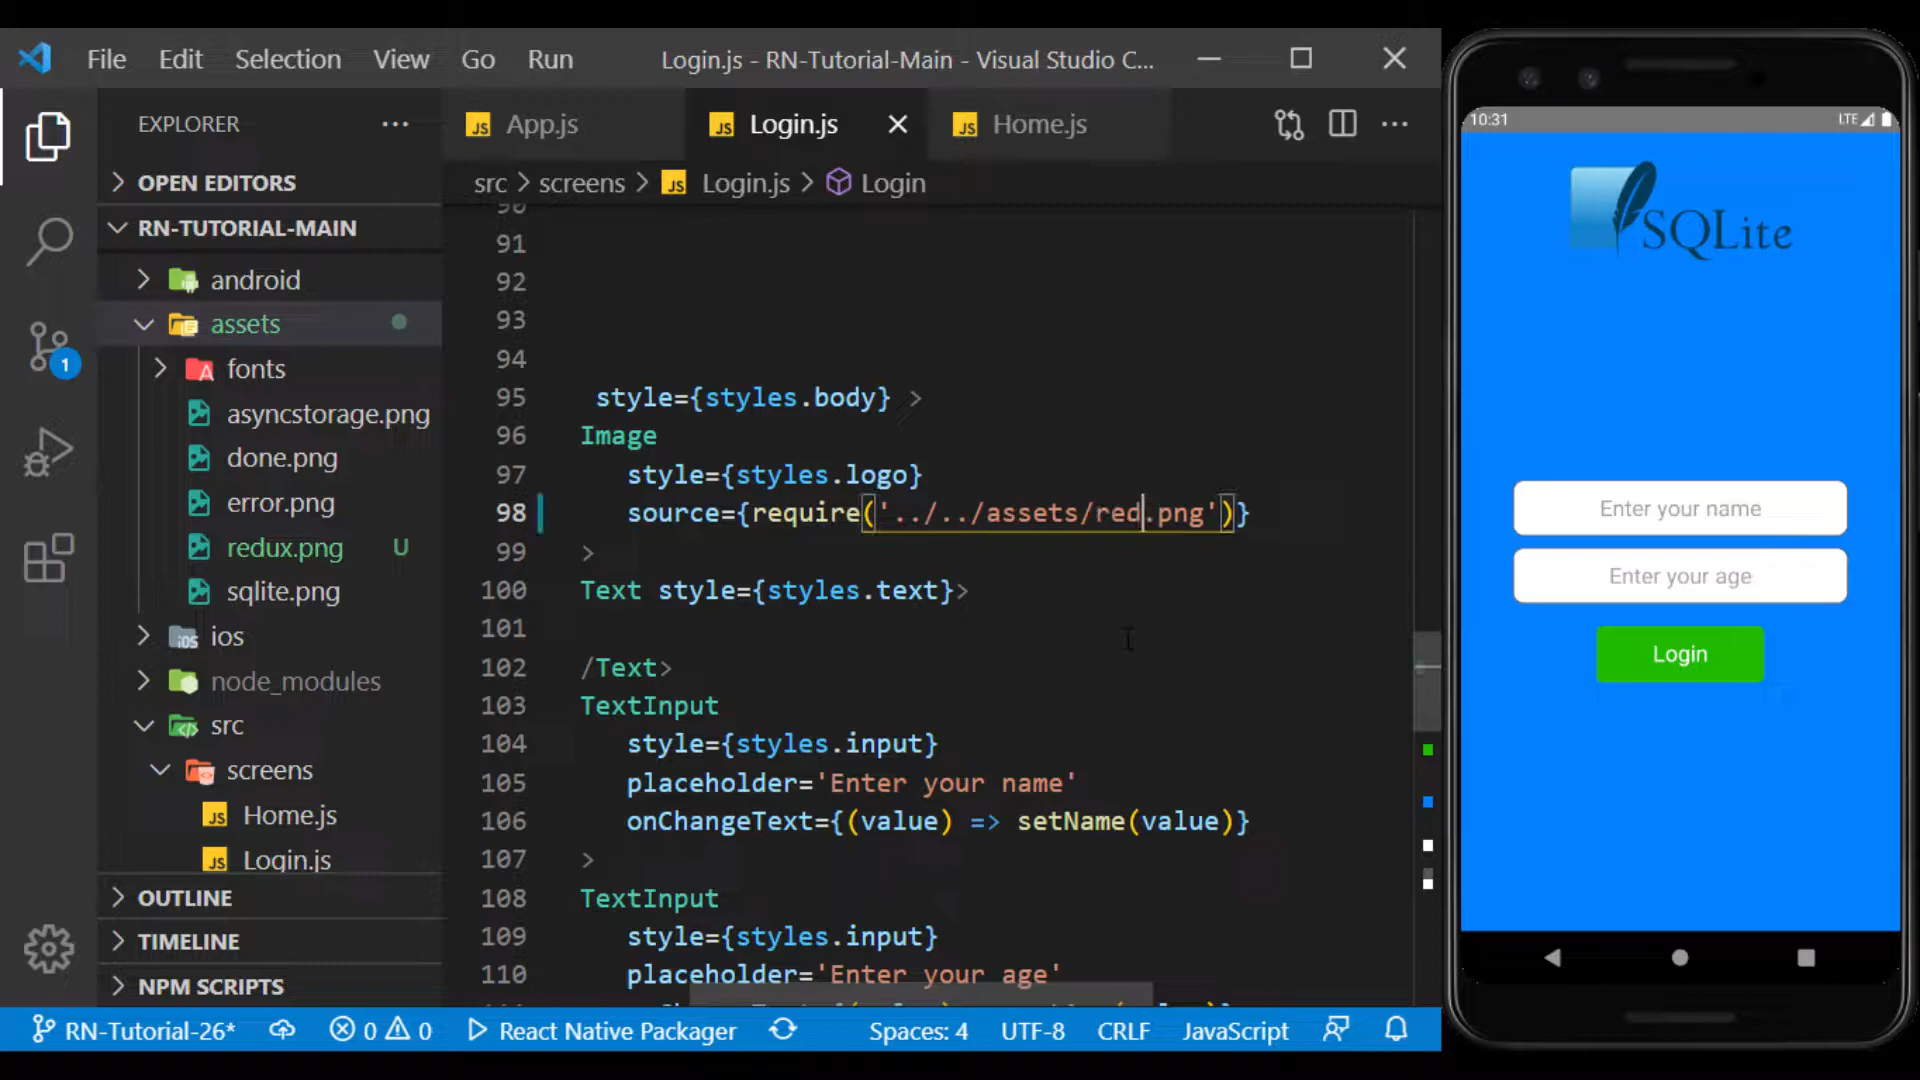 File Edit Selection View Go Run Login.js - RN-Tutorial-Main - Visual Studio C...
EXPLORER
OPEN EDITORS
RN-TUTORIAL-MAIN
android
assets
fonts
asyncstorage.png
done.png
error.png
redux.png U
sqlite.png
ios
node_modules
src
screens
Home.js
Login.js
OUTLINE
TIMELINE
NPM SCRIPTS
1
App.js Login.js Home.js
src > screens > Login.js > Login
90
91
92
93
94
95 style={styles.body} >
96 Image
97 style={styles.logo}
98 source={require('../../assets/red.png')}
99 >
100 Text style={styles.text}>
101
102 /Text>
103 TextInput
104 style={styles.input}
105 placeholder='Enter your name'
106 onChangeText={(value) => setName(value)}
107 >
108 TextInput
109 style={styles.input}
110 placeholder='Enter your age'
RN-Tutorial-26* 0 0 React Native Packager Spaces: 4 UTF-8 CRLF JavaScript
10:31 LTE
SQLite
Enter your name
Enter your age
Login